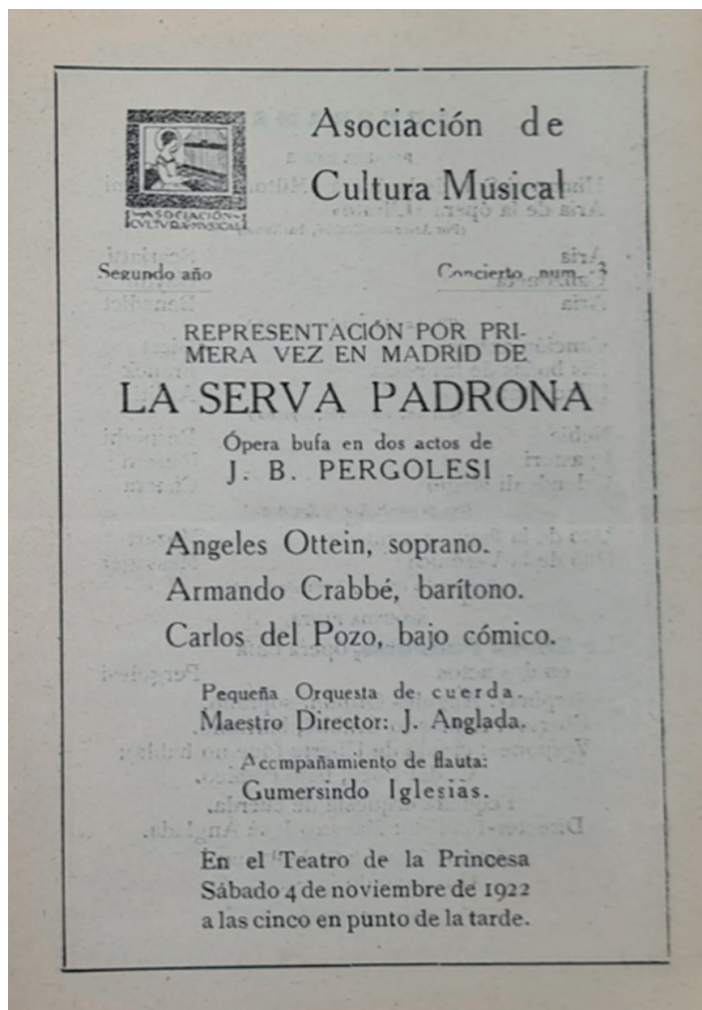 Asociación de
Cultura Musical
ASOCIACIÓN
CVLTVRA MVSICAL
Segundo año
Concierto num. 3
REPRESENTACIÓN POR PRI-
MERA VEZ EN MADRID DE
LA SERVA PADRONA
Ópera bufa en dos actos de
J. B. PERGOLESI
Angeles Ottein, soprano.
Armando Crabbé, barítono.
Carlos del Pozo, bajo cómico.
Pequeña Orquesta de cuerda.
Maestro Director: J. Anglada.
Acompañamiento de flauta:
Gumersindo Iglesias.
En el Teatro de la Princesa
Sábado 4 de noviembre de 1922
a las cinco en punto de la tarde.